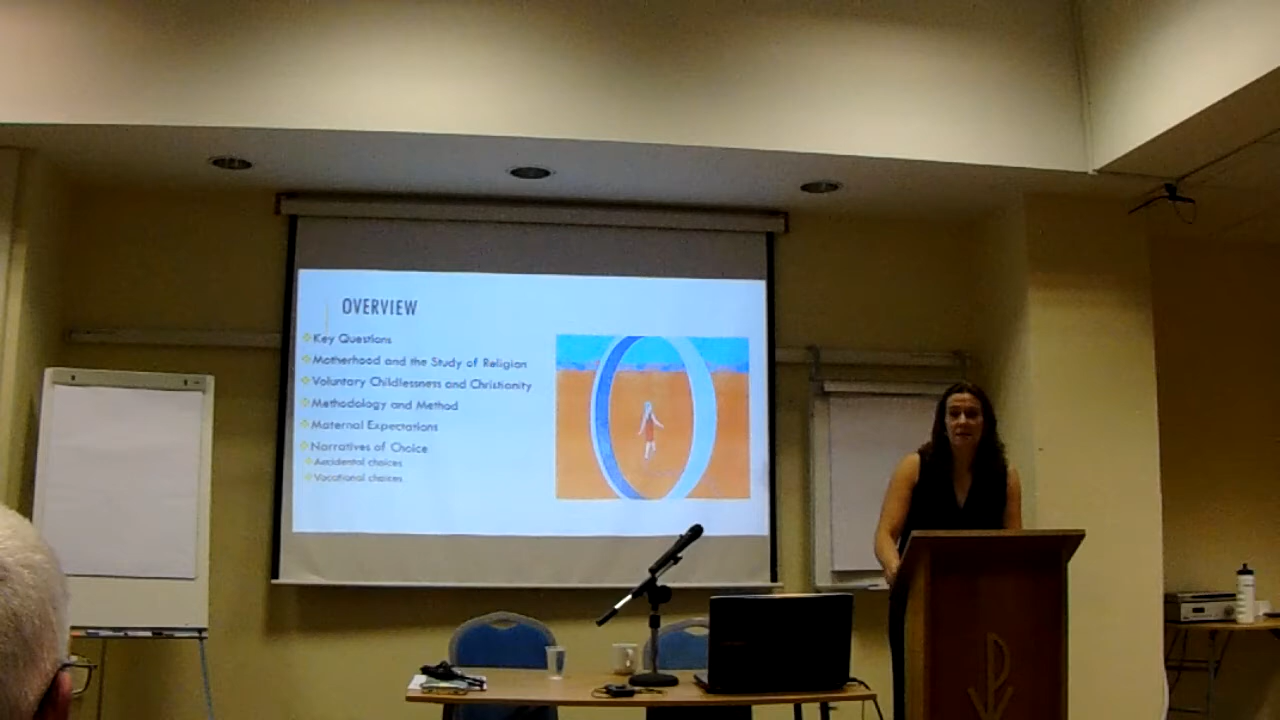 OVERVIEW
Key Questions
Motherhood and the Study of Religion
Voluntary Childlessness and Christianity
Methodology and Method
Maternal Expectations
Narratives of Choice
Accidental choices
Vocational choices